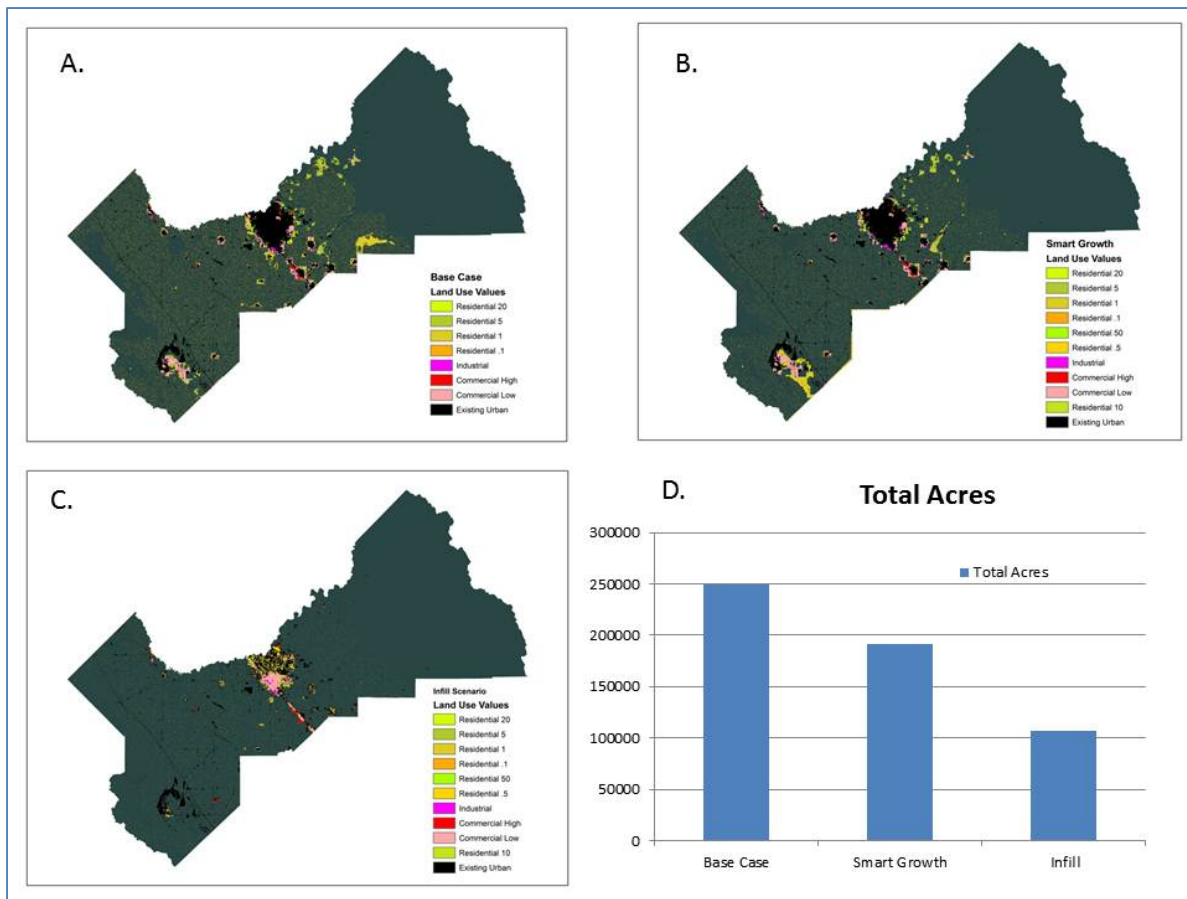 A.
Base Case
Land Use Values
Residential 20
Residential 5
Residential 1
Residential .1
Industrial
Commercial High
Commercial Low
Existing Urban
B.
Smart Growth
Land Use Values
Residential 20
Residential 5
Residential 1
Residential .1
Residential 50
Residential .5
Industrial
Commercial High
Commercial Low
Residential 10
Existing Urban
C.
Infill Scenario
Land Use Values
Residential 20
Residential 5
Residential 1
Residential .1
Residential 50
Residential .5
Industrial
Commercial High
Commercial Low
Residential 10
Existing Urban
D.
Total Acres
300000
250000
200000
150000
100000
50000
0
Total Acres
Base Case
Smart Growth
Infill